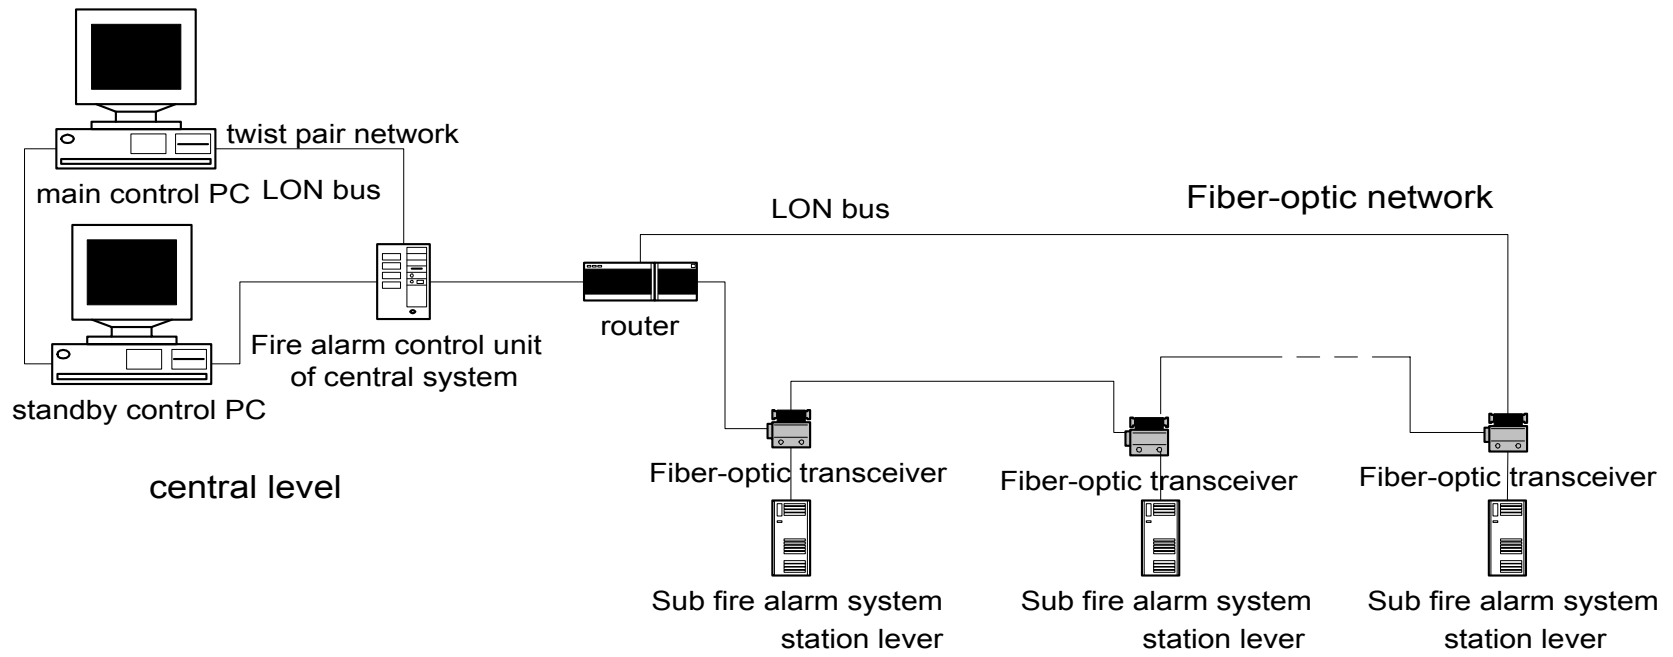 twist pair network
main control PC
LON bus
LON bus
Fiber-optic network
router
Fire alarm control unit
of central system
standby control PC
central level
Fiber-optic transceiver
Fiber-optic transceiver
Fiber-optic transceiver
Sub fire alarm system
station lever
Sub fire alarm system
station lever
Sub fire alarm system
station lever